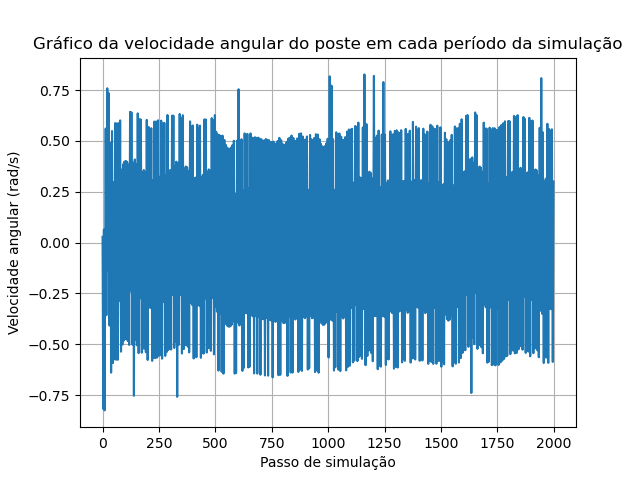 Gráfico da velocidade angular do poste em cada período da simulação
Velocidade angular (rad/s)
0.75
0.50
0.25
0.00
−0.25
−0.50
−0.75
0 250 500 750 1000 1250 1500 1750 2000
Passo de simulação